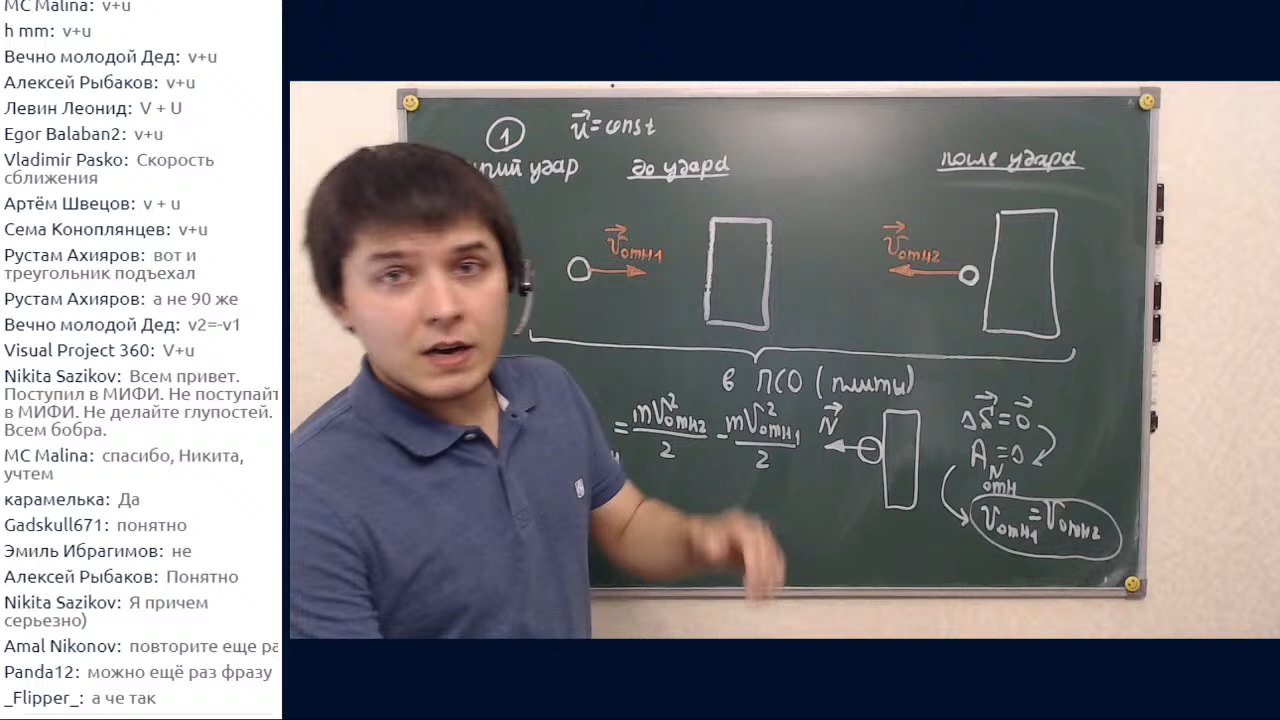 MC Malina: v+u
h mm: v+u
Вечно молодой Дед: v+u
Алексей Рыбаков: v+u
Левин Леонид: V + U
Egor Balaban2: v+u
Vladimir Pasko: Скорость
сближения
Артём Швецов: v + u
Сема Коноплянцев: v+u
Рустам Ахияров: вот и
треугольник подъехал
Рустам Ахияров: а не 90 же
Вечно молодой Дед: v2=-v1
Visual Project 360: V+u
Nikita Sazikov: Всем привет.
Поступил в МИФИ. Не поступайт
в МИФИ. Не делайте глупостей.
Всем бобра.
MC Malina: спасибо, Никита,
учтем
карамелька: Да
Gadskull671: понятно
Эмиль Ибрагимов: не
Алексей Рыбаков: Понятно
Nikita Sazikov: Я причем
серьезно)
Amal Nikonov: повторите еще ра
Panda12: можно ещё раз фразу
_Flipper_: а че так
1 u⃗=const
удар до удара после удара
v⃗отн1 v⃗отн2
в ПСО (плиты)
= mv²отн2/2 - mv²отн1/2 N⃗
ΔS⃗=0⃗
A N отн =0
vотн1=vотн2